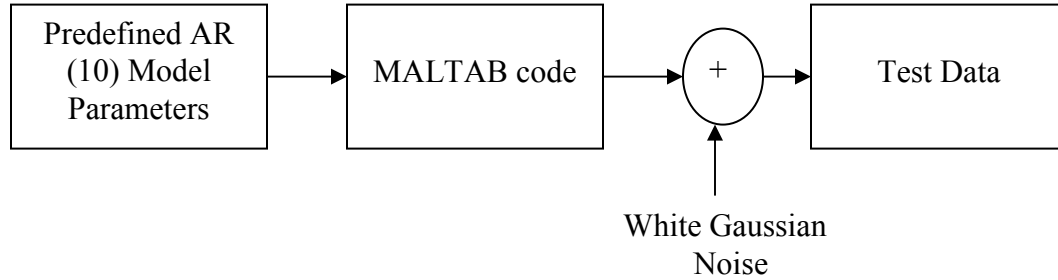 Predefined AR
(10) Model
Parameters
MALTAB code
+
Test Data
White Gaussian
Noise